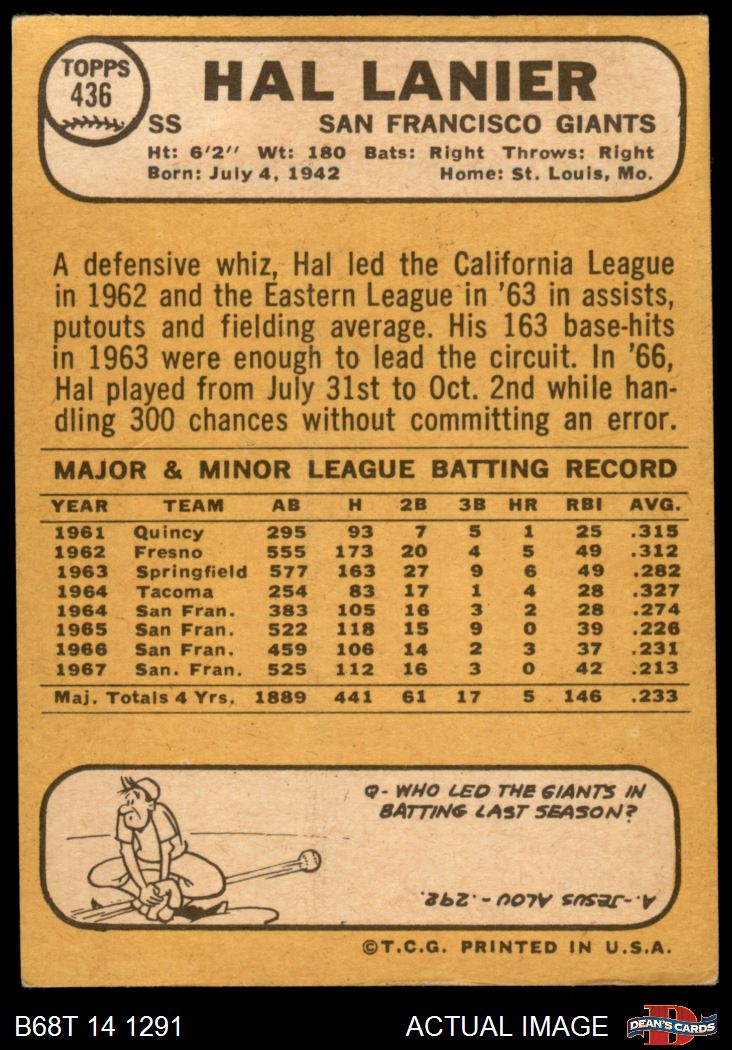 TOPPS
436
HAL LANIER
SS SAN FRANCISCO GIANTS
Ht: 6'2'' Wt: 180 Bats: Right Throws: Right
Born: July 4, 1942 Home: St. Louis, Mo.
A defensive whiz, Hal led the California League
in 1962 and the Eastern League in '63 in assists,
putouts and fielding average. His 163 base-hits
in 1963 were enough to lead the circuit. In '66,
Hal played from July 31st to Oct. 2nd while han-
dling 300 chances without committing an error.
MAJOR & MINOR LEAGUE BATTING RECORD
YEAR TEAM AB H 2B 3B HR RBI AVG.
1961 Quincy 295 93 7 5 1 25 .315
1962 Fresno 555 173 20 4 5 49 .312
1963 Springfield 577 163 27 9 6 49 .282
1964 Tacoma 254 83 17 1 4 28 .327
1964 San Fran. 383 105 16 3 2 28 .274
1965 San Fran. 522 118 15 9 0 39 .226
1966 San Fran. 459 106 14 2 3 37 .231
1967 San. Fran. 525 112 16 3 0 42 .213
Maj. Totals 4 Yrs. 1889 441 61 17 5 146 .233
Q- WHO LED THE GIANTS IN
BATTING LAST SEASON?
A.-JESUS ALOU -.292.
©T.C.G. PRINTED IN U.S.A.
B68T 14 1291 ACTUAL IMAGE DEAN'S CARDS